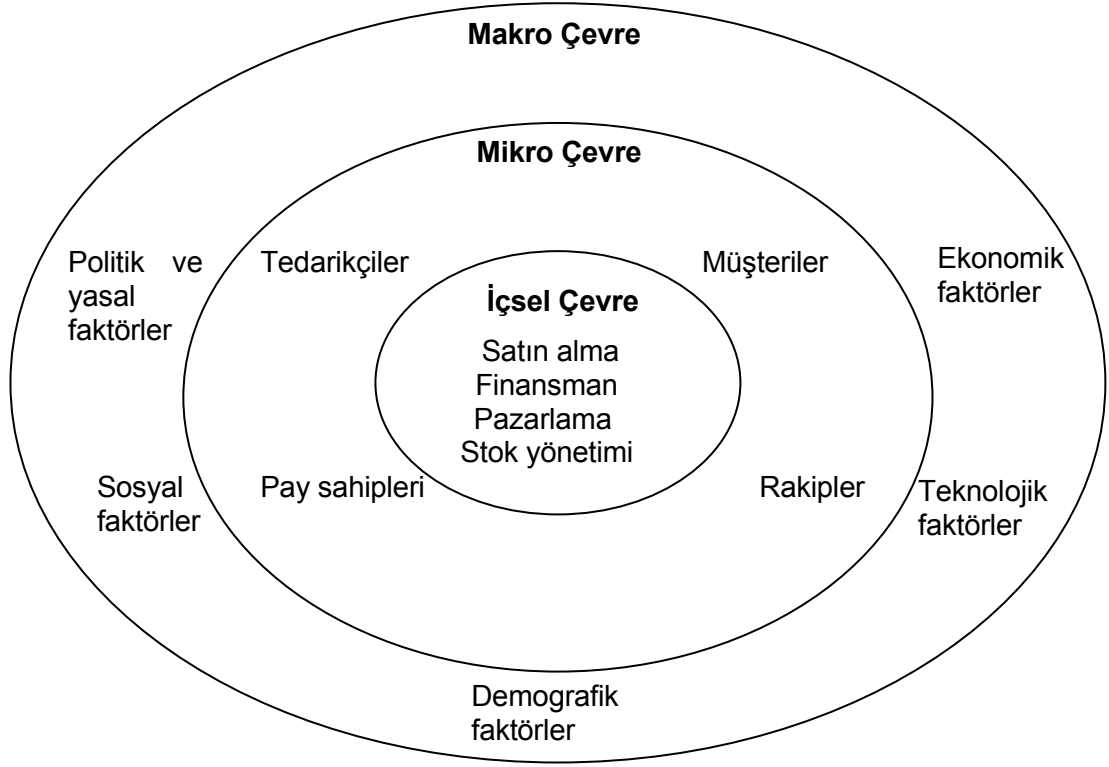 Makro Çevre
Mikro Çevre
Politik ve
yasal
faktörler
Tedarikçiler
Müşteriler
Ekonomik
faktörler
İçsel Çevre
Satın alma
Finansman
Pazarlama
Stok yönetimi
Sosyal
faktörler
Pay sahipleri
Rakipler
Teknolojik
faktörler
Demografik
faktörler